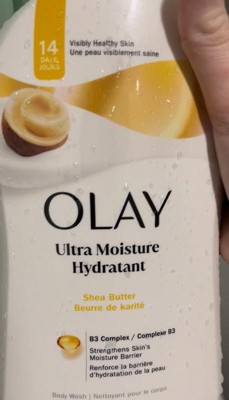 14
DAYS
JOURS
Visibly Healthy Skin
Une peau visiblement saine
OLAY
Ultra Moisture
Hydratant
Shea Butter
Beurre de karité
B3 Complex / Complexe B3
Strengthens Skin's
Moisture Barrier
Renforce la barrière
d'hydratation de la peau
Body Wash | Nettoyant pour le corps